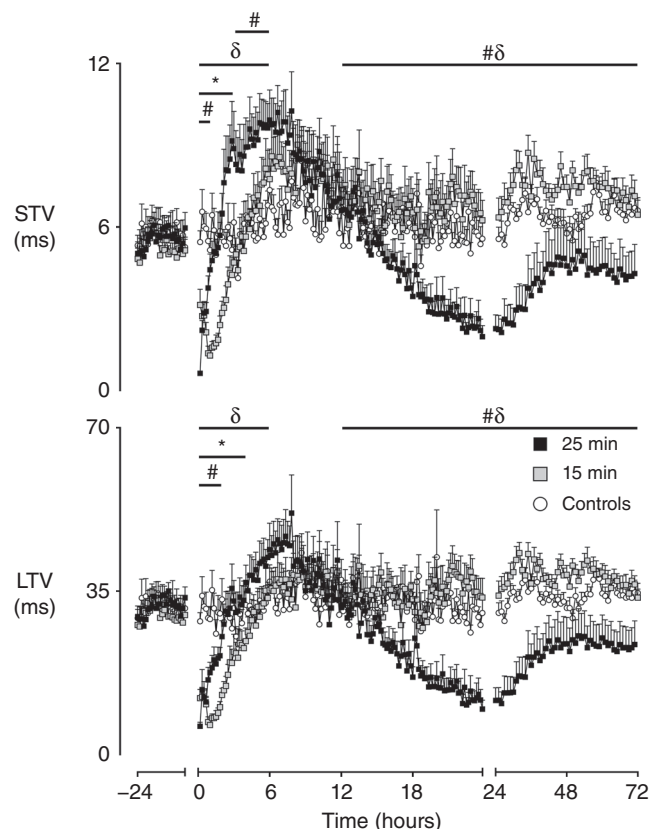 #
δ
#δ
*
#
12
STV
(ms)
6
0
δ
#δ
70
*
#
25 min
15 min
Controls
LTV
(ms)
35
0
–24
0
6
12
18
24
48
72
Time (hours)